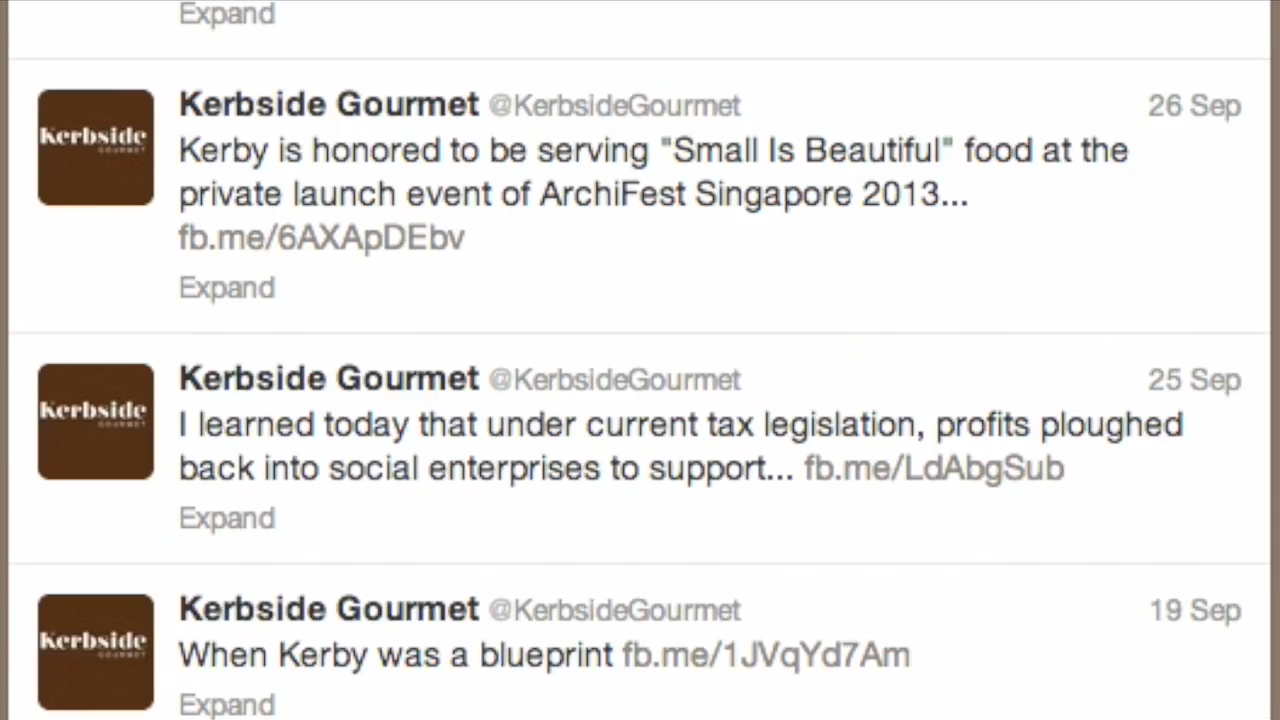 Expand
Kerbside Gourmet @KerbsideGourmet 26 Sep
Kerbside
GOURMET
Kerby is honored to be serving "Small Is Beautiful" food at the
private launch event of ArchiFest Singapore 2013...
fb.me/6AXApDEbv
Expand
Kerbside Gourmet @KerbsideGourmet 25 Sep
Kerbside
GOURMET
I learned today that under current tax legislation, profits ploughed
back into social enterprises to support... fb.me/LdAbgSub
Expand
Kerbside Gourmet @KerbsideGourmet 19 Sep
Kerbside
GOURMET
When Kerby was a blueprint fb.me/1JVqYd7Am
Expand